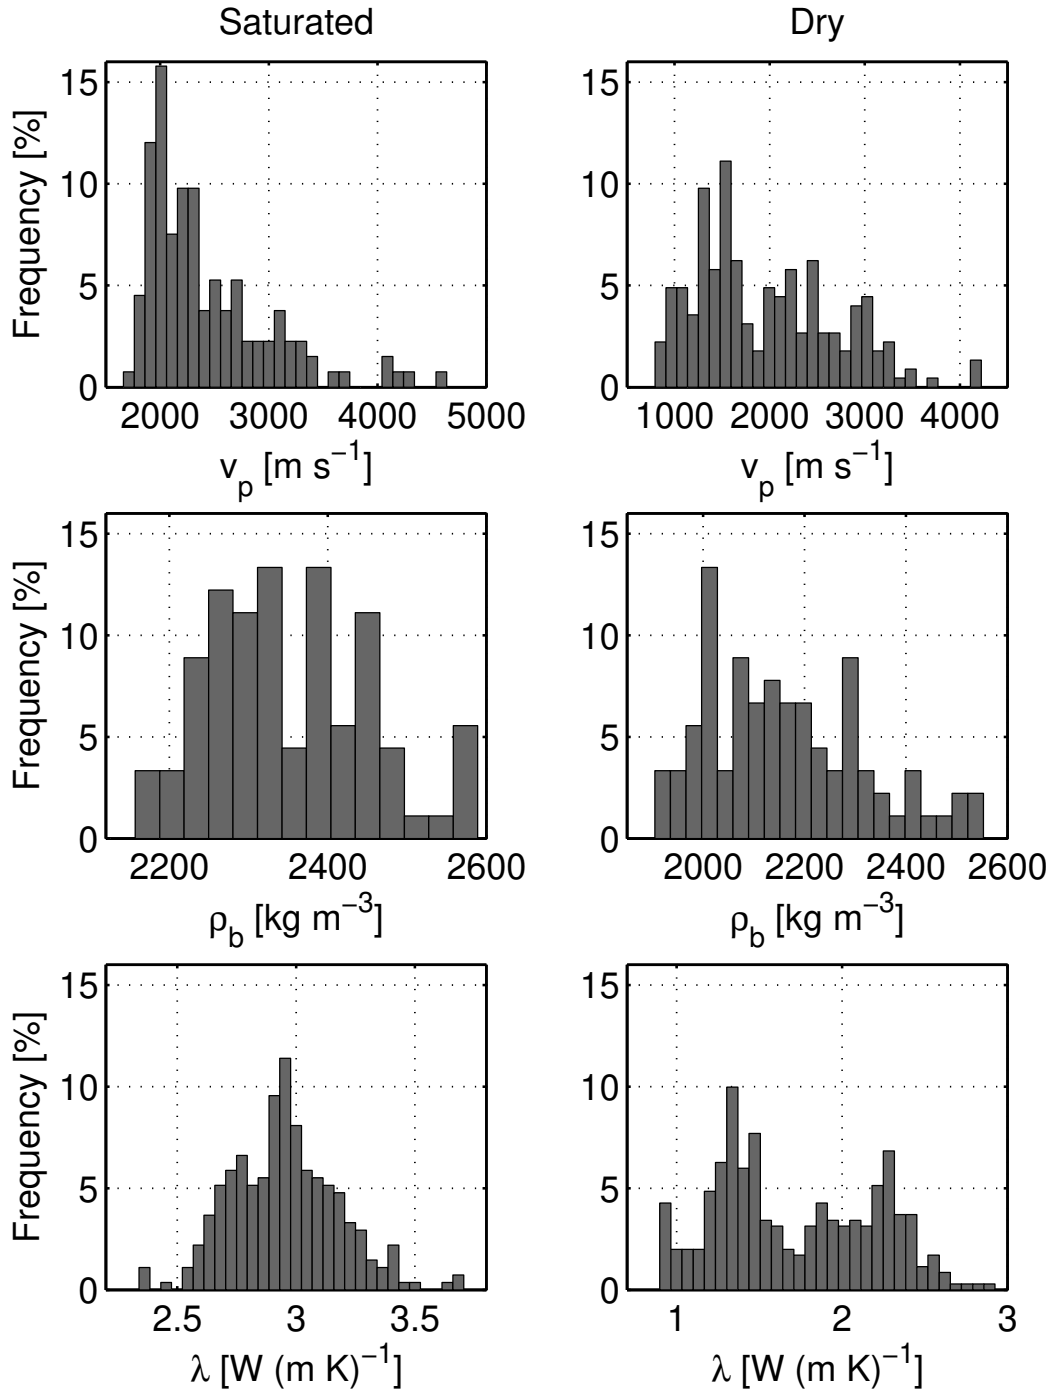 Saturated
Dry
15
10
5
0
Frequency [%]
2000 3000 4000 5000
v_p [m s⁻¹]
15
10
5
0
1000 2000 3000 4000
v_p [m s⁻¹]
15
10
5
0
Frequency [%]
2200 2400 2600
ρ_b [kg m⁻³]
15
10
5
0
2000 2200 2400 2600
ρ_b [kg m⁻³]
15
10
5
0
Frequency [%]
2.5 3 3.5
λ [W (m K)⁻¹]
15
10
5
0
1 2 3
λ [W (m K)⁻¹]